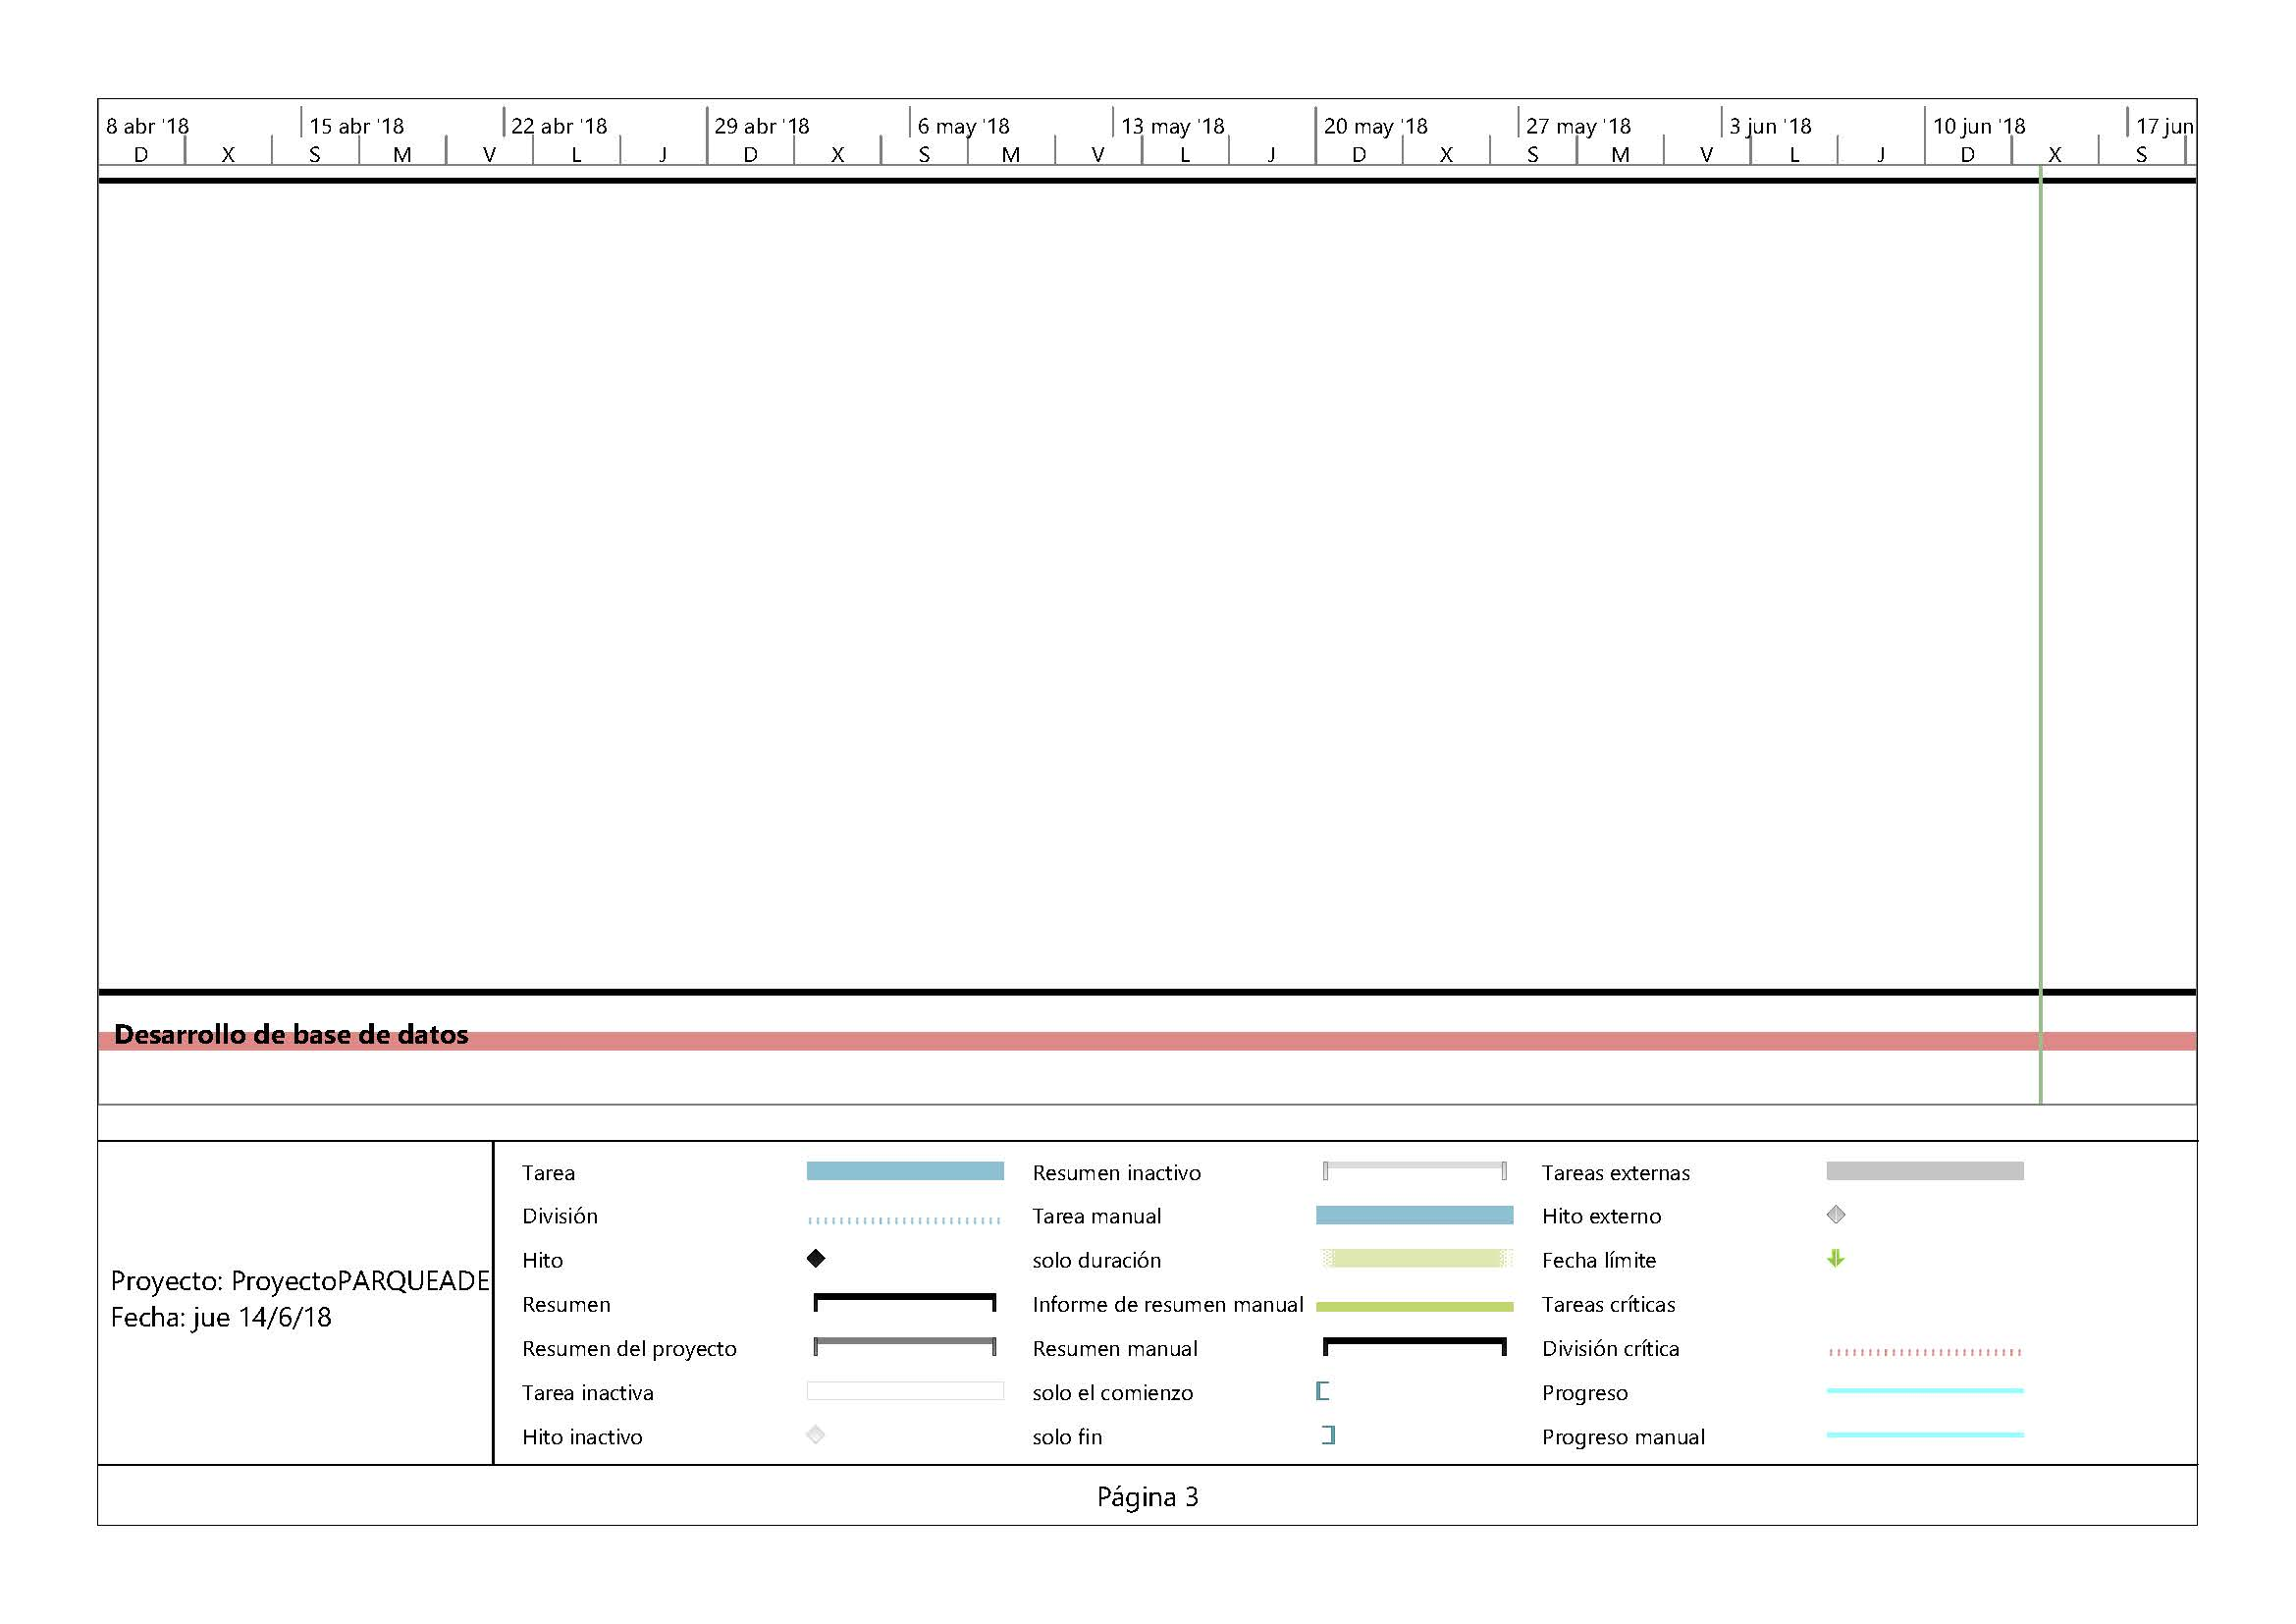 8 abr '18 15 abr '18 22 abr '18 29 abr '18 6 may '18 13 may '18 20 may '18 27 may '18 3 jun '18 10 jun '18 17 jun
D X S M V L J D X S M V L J D X S M V L J D X S
Desarrollo de base de datos
Proyecto: ProyectoPARQUEADE
Fecha: jue 14/6/18
Tarea
División
Hito
Resumen
Resumen del proyecto
Tarea inactiva
Hito inactivo
Resumen inactivo
Tarea manual
solo duración
Informe de resumen manual
Resumen manual
solo el comienzo
solo fin
Tareas externas
Hito externo
Fecha límite
Tareas críticas
División crítica
Progreso
Progreso manual
Página 3